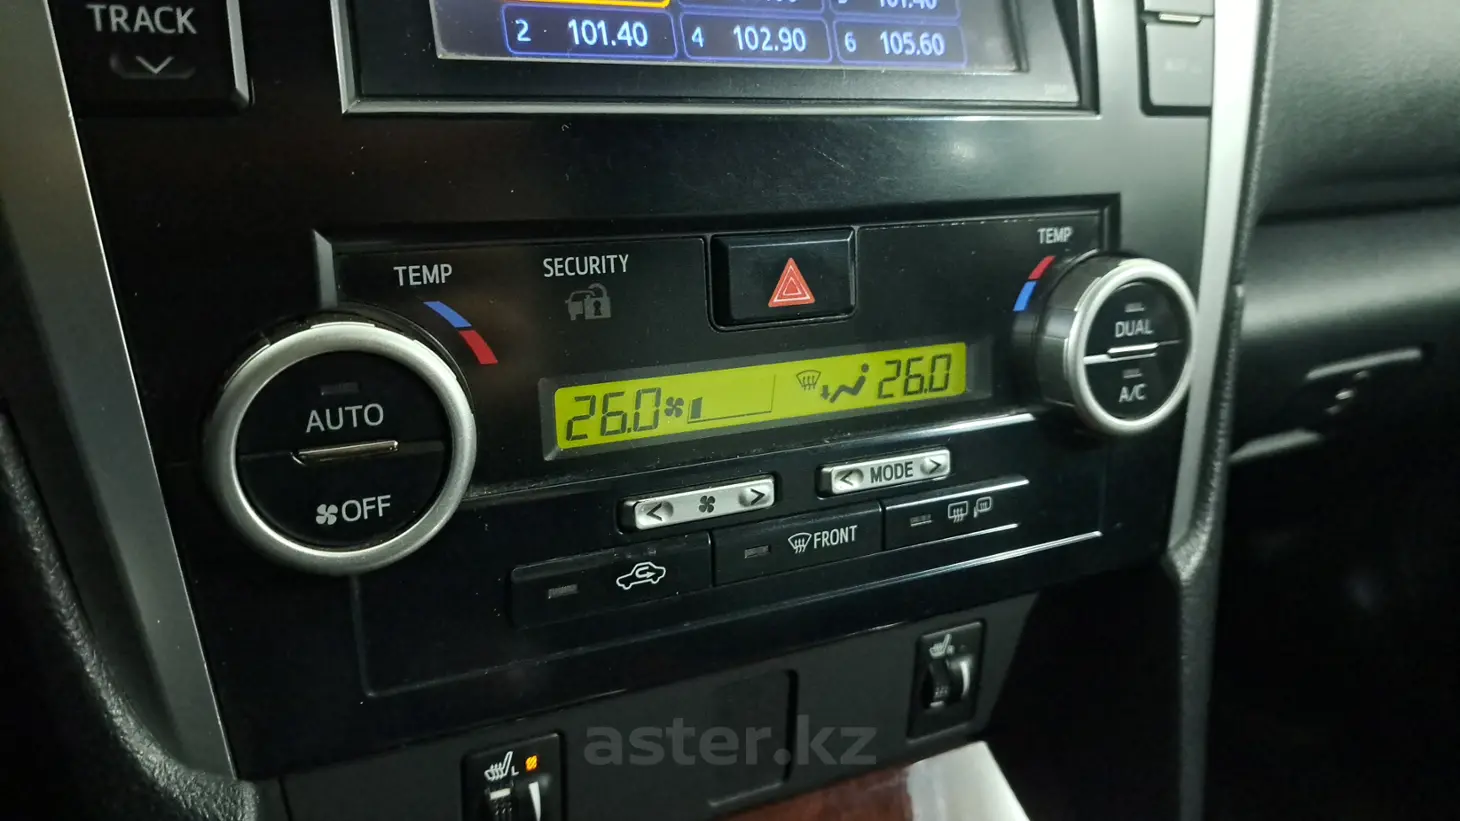 TRACK
2 101.40
4 102.90
6 105.60
TEMP
SECURITY
TEMP
AUTO
OFF
26.0
26.0
DUAL
A/C
MODE
FRONT
L
R
aster.kz